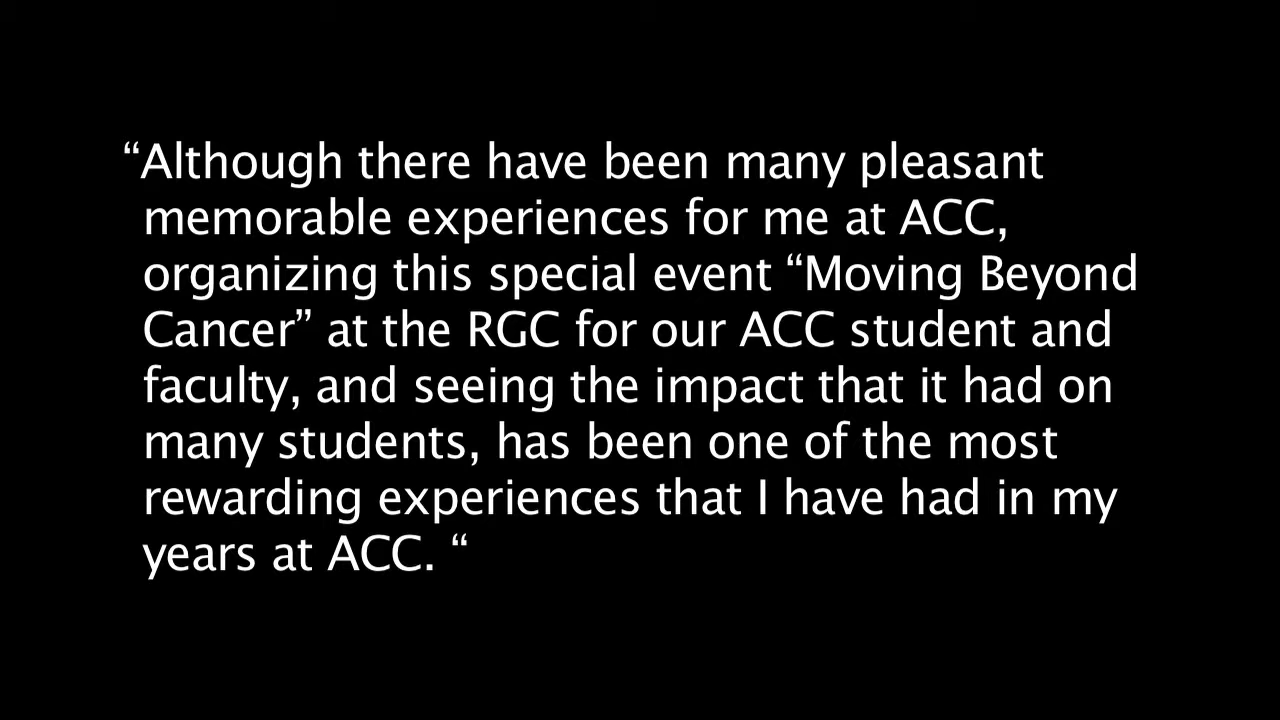 “Although there have been many pleasant
memorable experiences for me at ACC,
organizing this special event “Moving Beyond
Cancer” at the RGC for our ACC student and
faculty, and seeing the impact that it had on
many students, has been one of the most
rewarding experiences that I have had in my
years at ACC. “